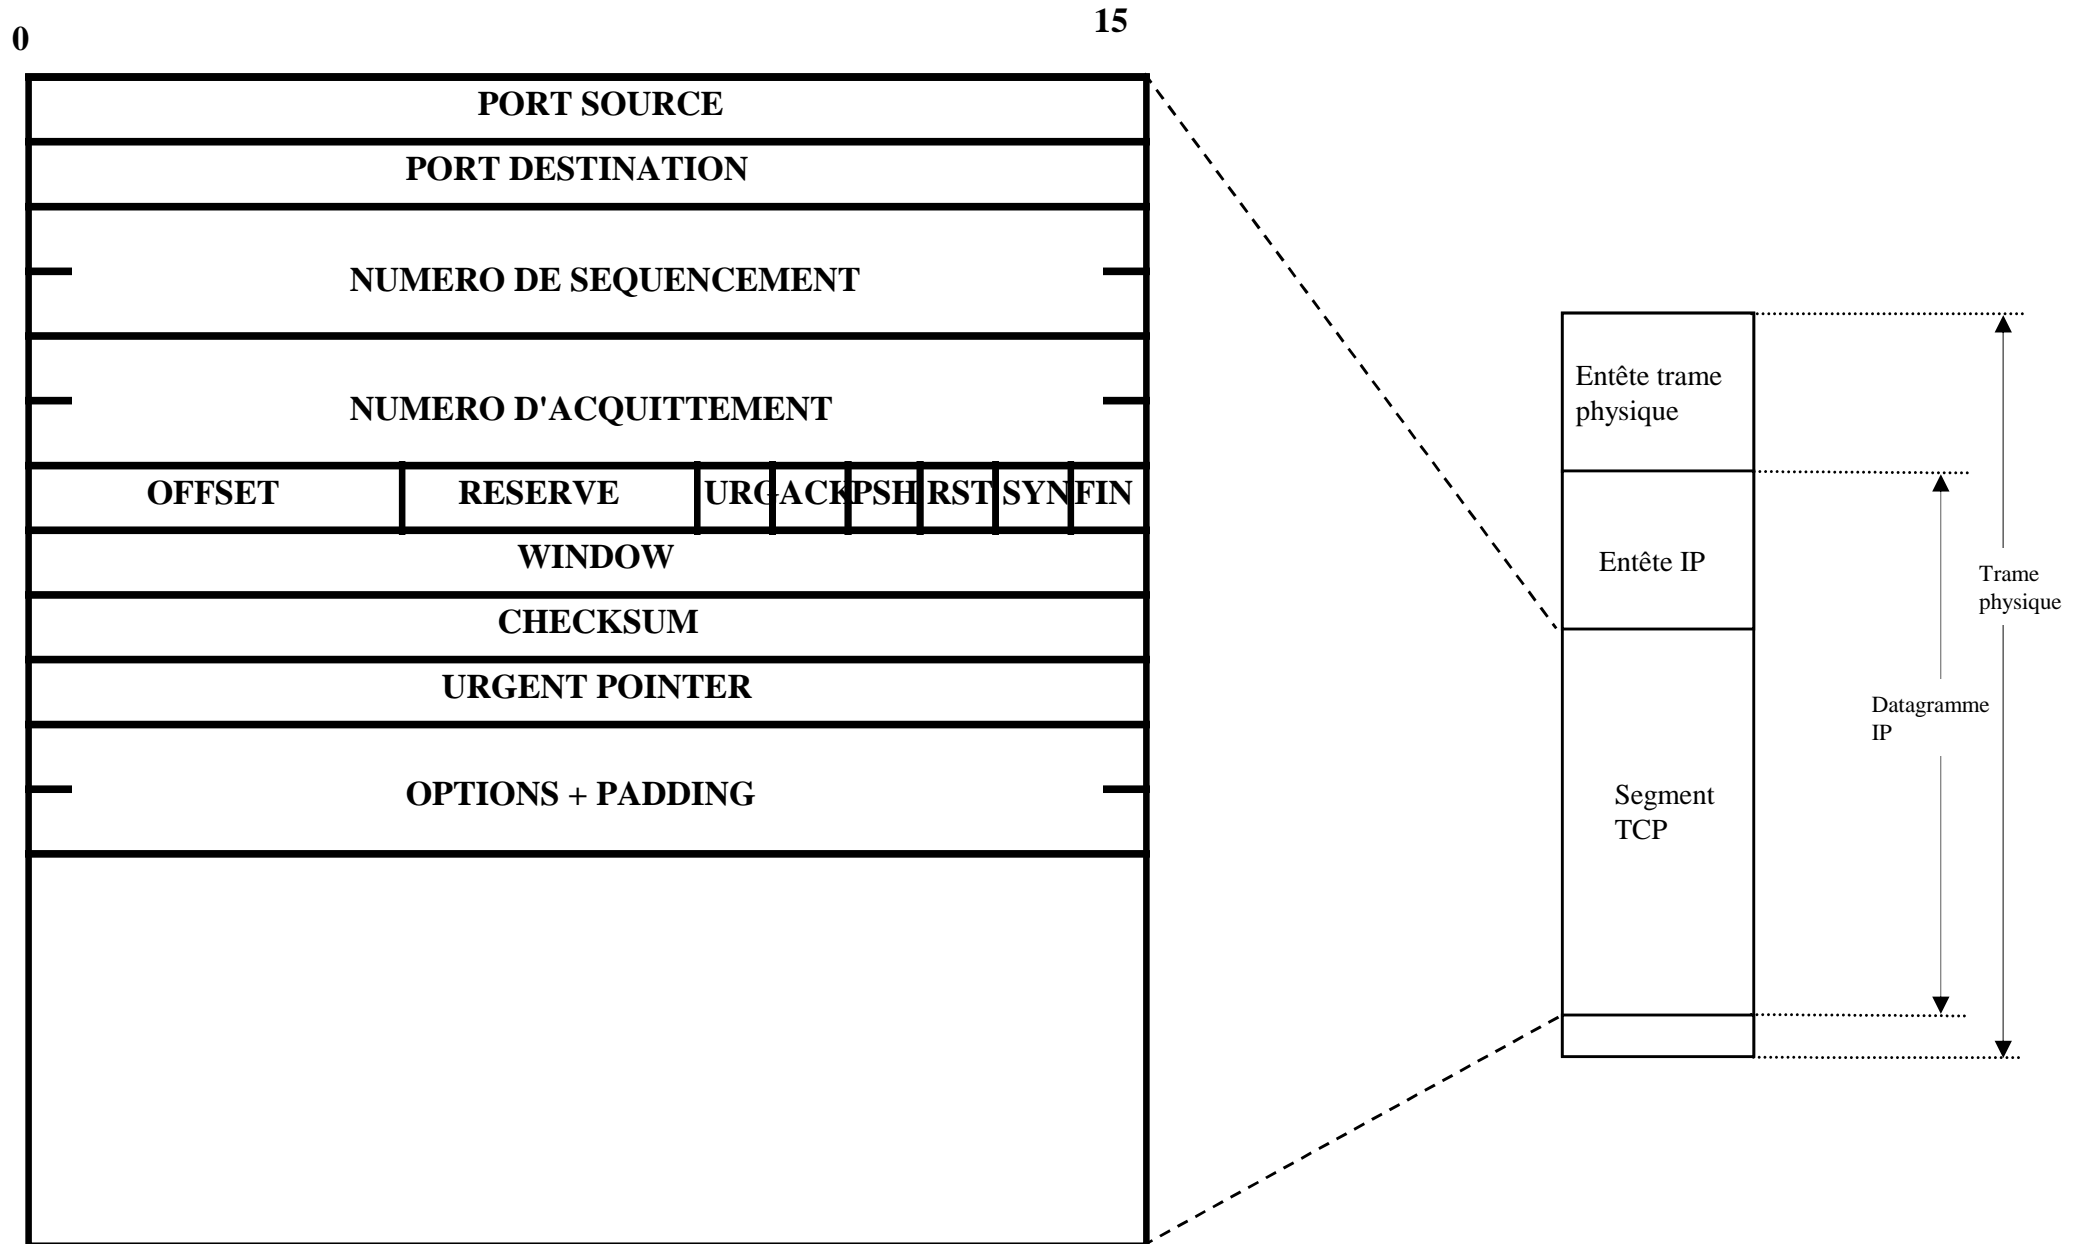 0
15
PORT SOURCE
PORT DESTINATION
NUMERO DE SEQUENCEMENT
NUMERO D'ACQUITTEMENT
OFFSET RESERVE URG ACK PSH RST SYN FIN
WINDOW
CHECKSUM
URGENT POINTER
OPTIONS + PADDING
Entête trame
physique
Entête IP
Segment
TCP
Datagramme
IP
Trame
physique